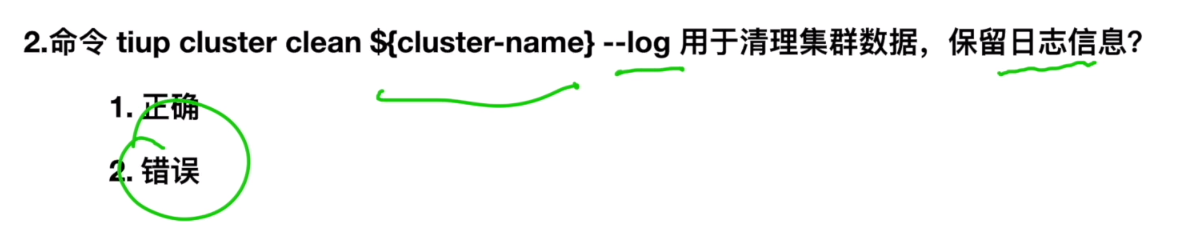 2.命令 tiup cluster clean ${cluster-name} --log 用于清理集群数据，保留日志信息?
1. 正确
2. 错误